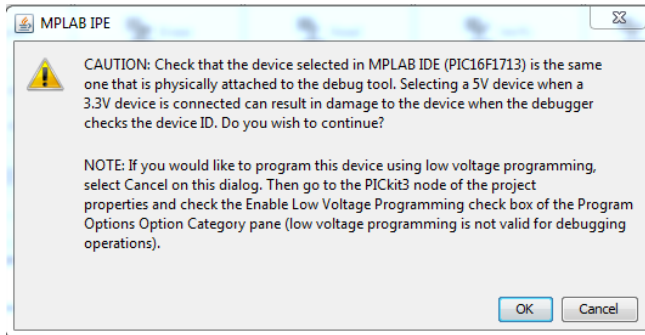 MPLAB IPE
CAUTION: Check that the device selected in MPLAB IDE (PIC16F1713) is the same
one that is physically attached to the debug tool. Selecting a 5V device when a
3.3V device is connected can result in damage to the device when the debugger
checks the device ID. Do you wish to continue?
NOTE: If you would like to program this device using low voltage programming,
select Cancel on this dialog. Then go to the PICkit3 node of the project
properties and check the Enable Low Voltage Programming check box of the Program
Options Option Category pane (low voltage programming is not valid for debugging
operations).
OK Cancel